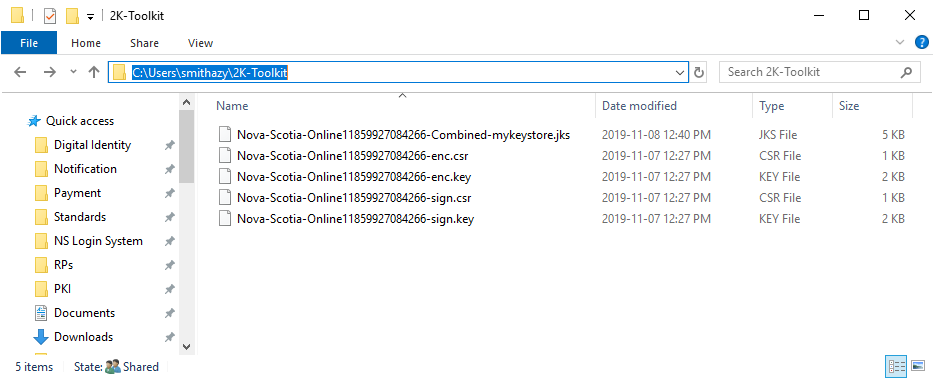 2K-Toolkit
File Home Share View
C:\Users\smithazy\2K-Toolkit Search 2K-Toolkit
Name Date modified Type Size
Quick access
Digital Identity
Notification
Payment
Standards
NS Login System
RPs
PKI
Documents
Downloads
Nova-Scotia-Online11859927084266-Combined-mykeystore.jks 2019-11-08 12:40 PM JKS File 5 KB
Nova-Scotia-Online11859927084266-enc.csr 2019-11-07 12:27 PM CSR File 1 KB
Nova-Scotia-Online11859927084266-enc.key 2019-11-07 12:27 PM KEY File 2 KB
Nova-Scotia-Online11859927084266-sign.csr 2019-11-07 12:27 PM CSR File 1 KB
Nova-Scotia-Online11859927084266-sign.key 2019-11-07 12:27 PM KEY File 2 KB
5 items State: Shared